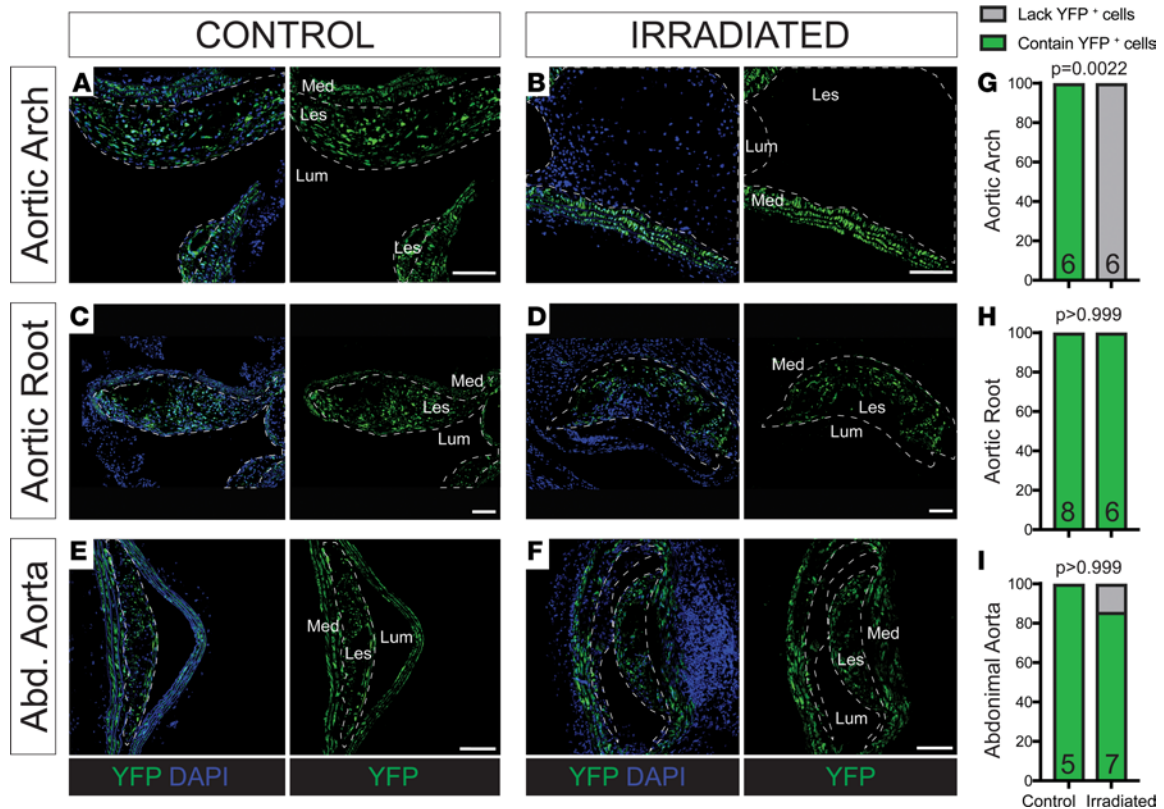 CONTROL
IRRADIATED
Lack YFP + cells
Contain YFP + cells
Aortic Arch
A
Med
Les
Lum
Les
B
Les
Lum
Med
G
p=0.0022
Aortic Arch
100
80
60
40
20
0
6
6
Aortic Root
C
Med
Les
Lum
D
Med
Les
Lum
H
p>0.999
Aortic Root
100
80
60
40
20
0
8
6
Abd. Aorta
E
Med
Les
Lum
F
Med
Les
Lum
I
p>0.999
Abdonimal Aorta
100
80
60
40
20
0
5
7
Control
Irradiated
YFP DAPI
YFP
YFP DAPI
YFP